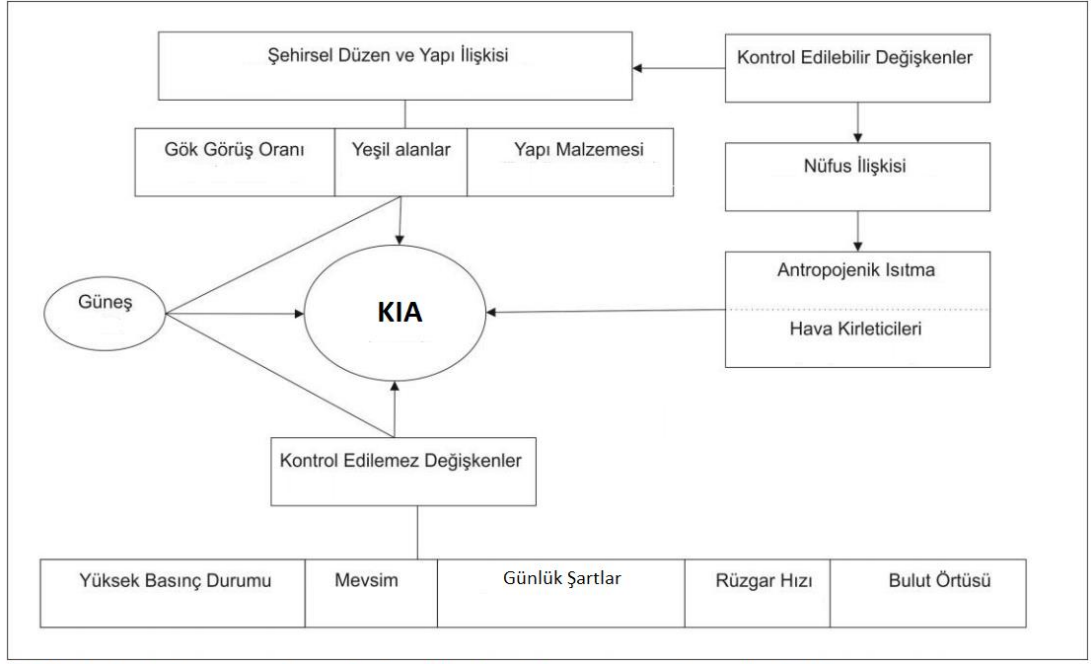 Şehirsel Düzen ve Yapı İlişkisi
Kontrol Edilebilir Değişkenler
Gök Görüş Oranı
Yeşil alanlar
Yapı Malzemesi
Nüfus İlişkisi
Antropojenik Isıtma
Hava Kirleticileri
Güneş
KIA
Kontrol Edilemez Değişkenler
Yüksek Basınç Durumu
Mevsim
Günlük Şartlar
Rüzgar Hızı
Bulut Örtüsü